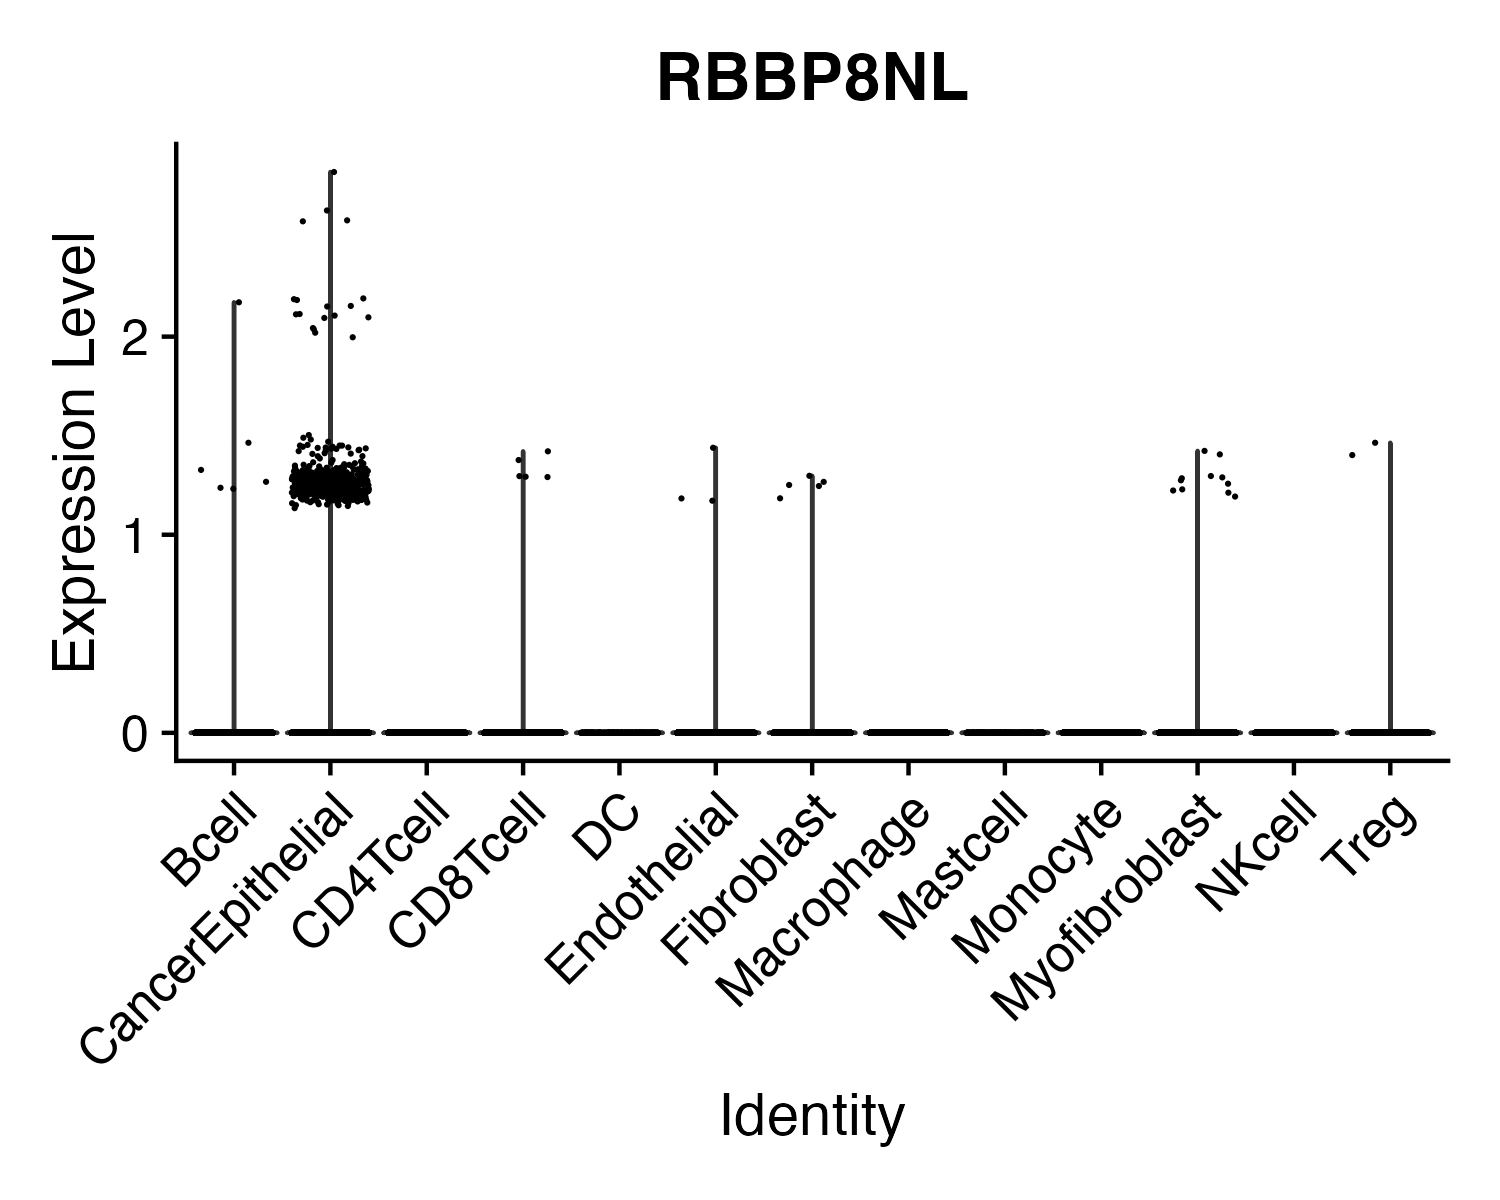 RBBP8NL
Expression Level
2
1
0
Bcell
CancerEpithelial
CD4Tcell
CD8Tcell
DC
Endothelial
Fibroblast
Macrophage
Mastcell
Monocyte
Myofibroblast
NKcell
Treg
Identity